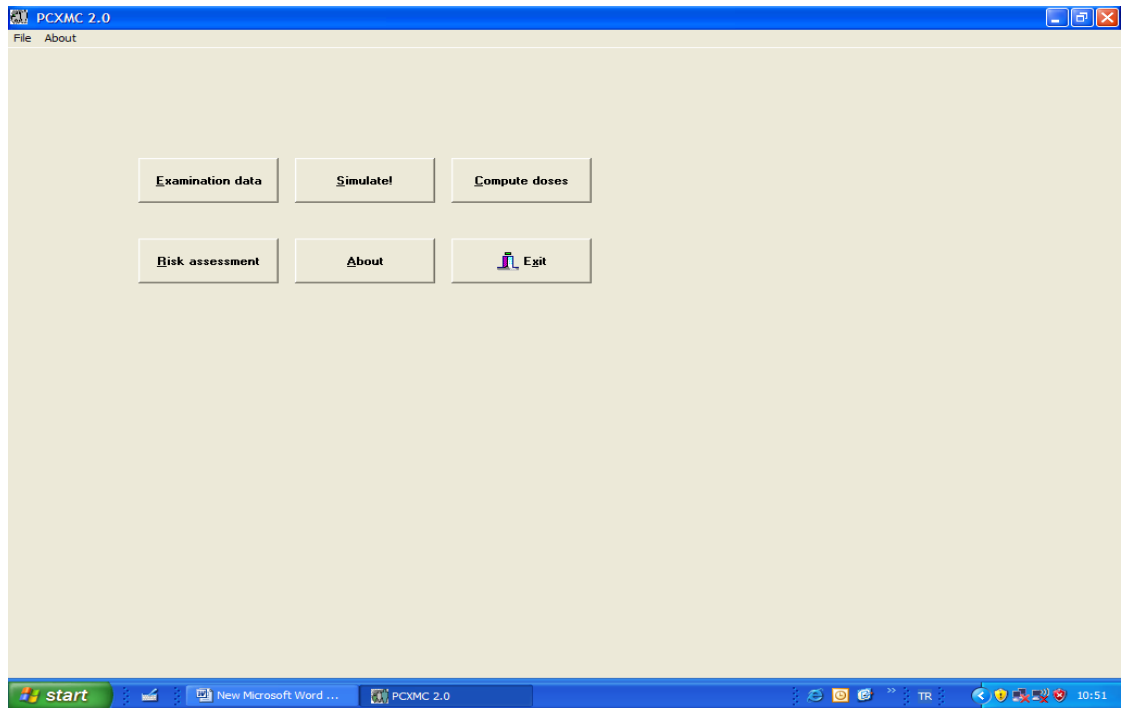 PCXMC 2.0
File About
Examination data Simulate! Compute doses
Risk assessment About Exit
start New Microsoft Word ... PCXMC 2.0 » TR 10:51